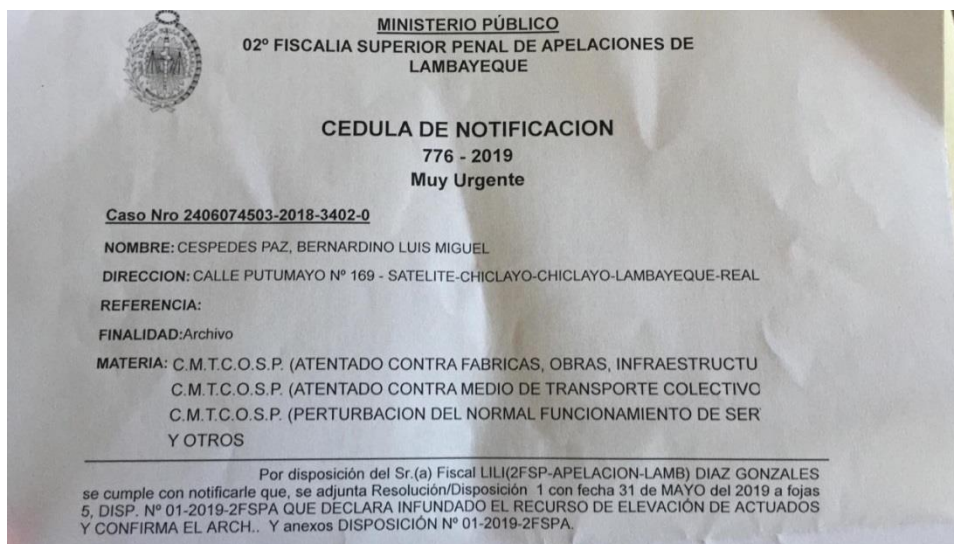 MINISTERIO PÚBLICO
02º FISCALIA SUPERIOR PENAL DE APELACIONES DE
LAMBAYEQUE
CEDULA DE NOTIFICACION
776 - 2019
Muy Urgente
Caso Nro 2406074503-2018-3402-0
NOMBRE: CESPEDES PAZ, BERNARDINO LUIS MIGUEL
DIRECCION: CALLE PUTUMAYO Nº 169 - SATELITE-CHICLAYO-CHICLAYO-LAMBAYEQUE-REAL
REFERENCIA:
FINALIDAD:Archivo
MATERIA: C.M.T.C.O.S.P. (ATENTADO CONTRA FABRICAS, OBRAS, INFRAESTRUCTU
C.M.T.C.O.S.P. (ATENTADO CONTRA MEDIO DE TRANSPORTE COLECTIVO
C.M.T.C.O.S.P. (PERTURBACION DEL NORMAL FUNCIONAMIENTO DE SER
Y OTROS
Por disposición del Sr.(a) Fiscal LILI(2FSP-APELACION-LAMB) DIAZ GONZALES
se cumple con notificarle que, se adjunta Resolución/Disposición 1 con fecha 31 de MAYO del 2019 a fojas
5, DISP. Nº 01-2019-2FSPA QUE DECLARA INFUNDADO EL RECURSO DE ELEVACIÓN DE ACTUADOS
Y CONFIRMA EL ARCH.. Y anexos DISPOSICIÓN Nº 01-2019-2FSPA.